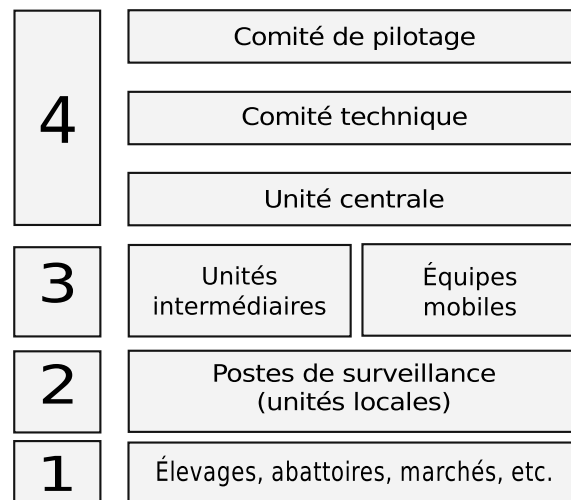 4
Comité de pilotage
Comité technique
Unité centrale
3
Unités
intermédiaires
Équipes
mobiles
2
Postes de surveillance
(unités locales)
1
Élevages, abattoires, marchés, etc.